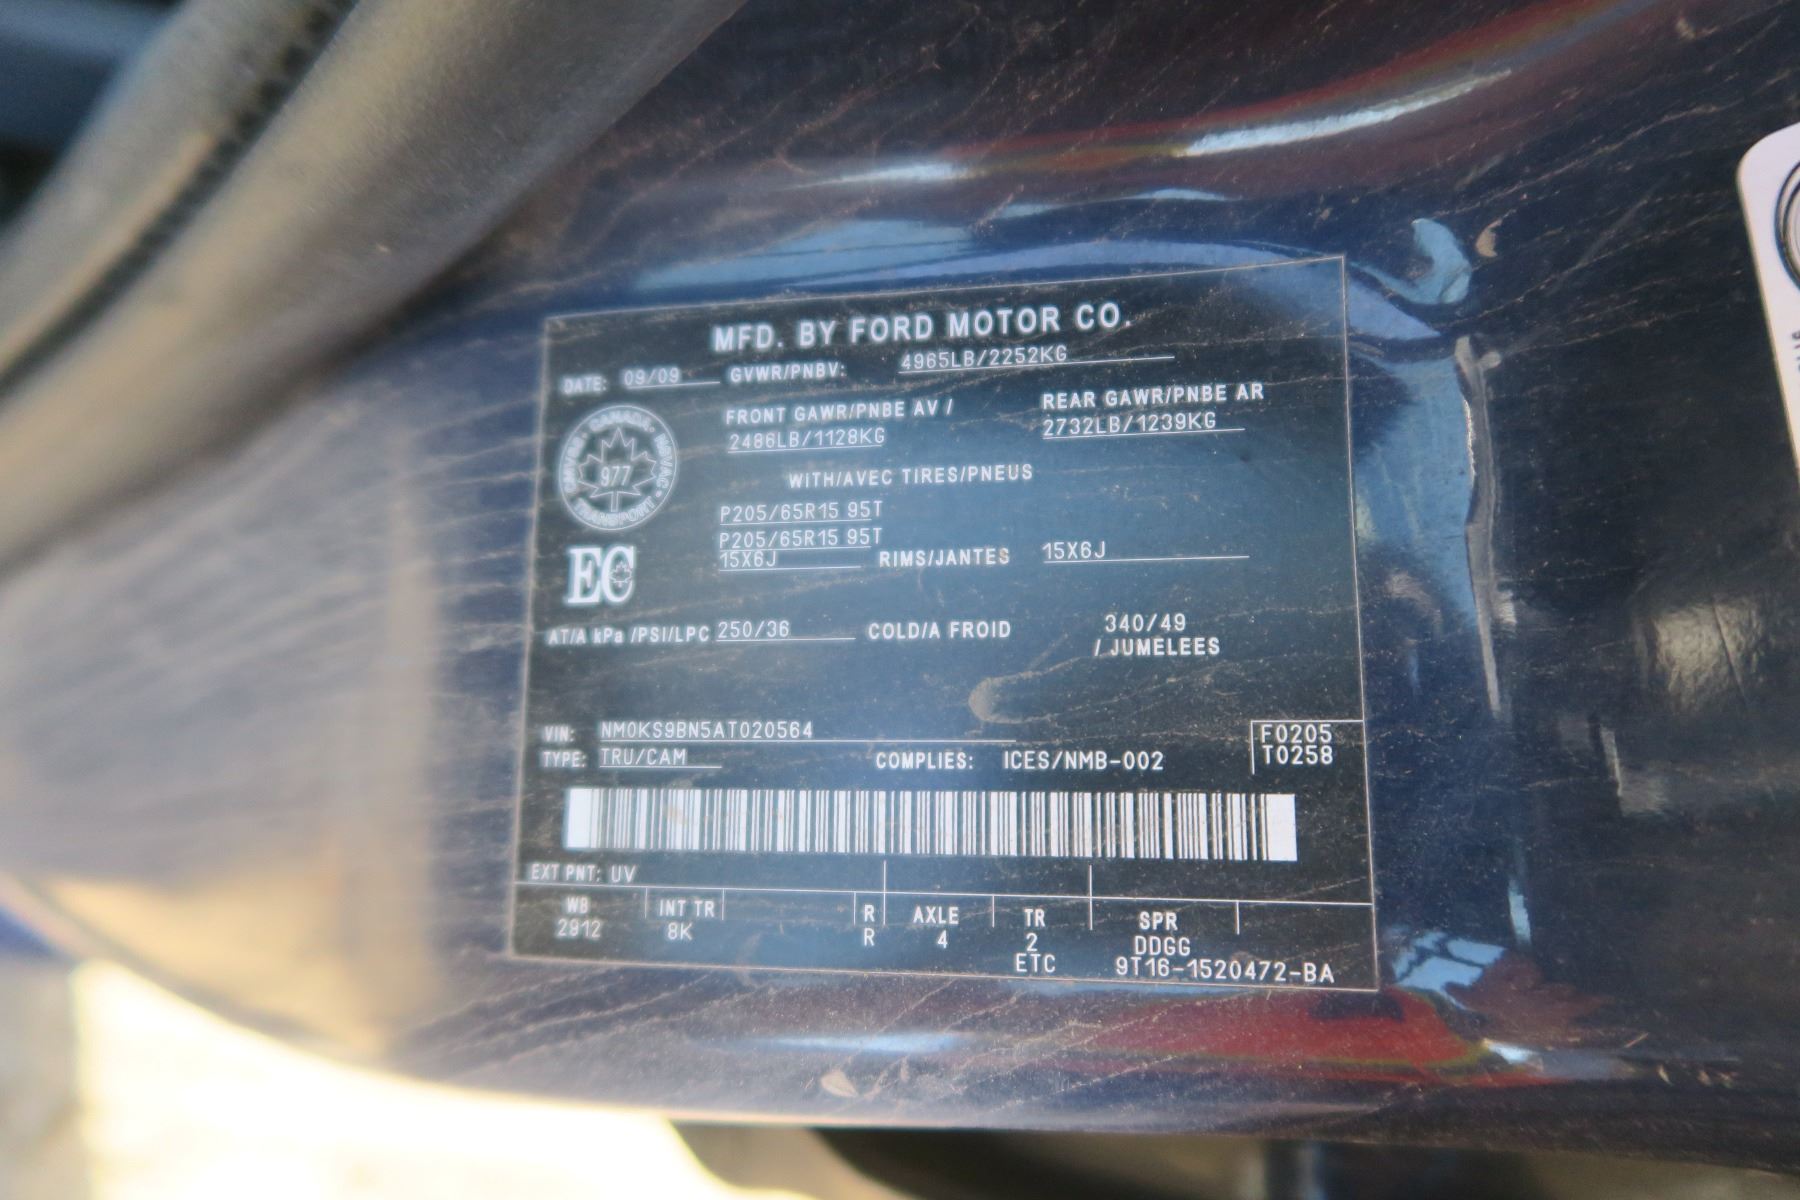 MFD. BY FORD MOTOR CO.
DATE: 09/09 GVWR/PNBV: 4965LB/2252KG
FRONT GAWR/PNBE AV / REAR GAWR/PNBE AR
2486LB/1128KG 2732LB/1239KG
CANADA
977
TRANSPORT
WITH/AVEC TIRES/PNEUS
P205/65R15 95T
P205/65R15 95T
15X6J RIMS/JANTES 15X6J
EC
AT/A kPa /PSI/LPC 250/36 COLD/A FROID 340/49
/ JUMELEES
VIN: NM0KS9BN5AT020564 F0205
TYPE: TRU/CAM COMPLIES: ICES/NMB-002 T0258
EXT PNT: UV
WB INT TR R AXLE TR SPR
2912 8K R 4 2 DDGG
ETC 9T16-1520472-BA